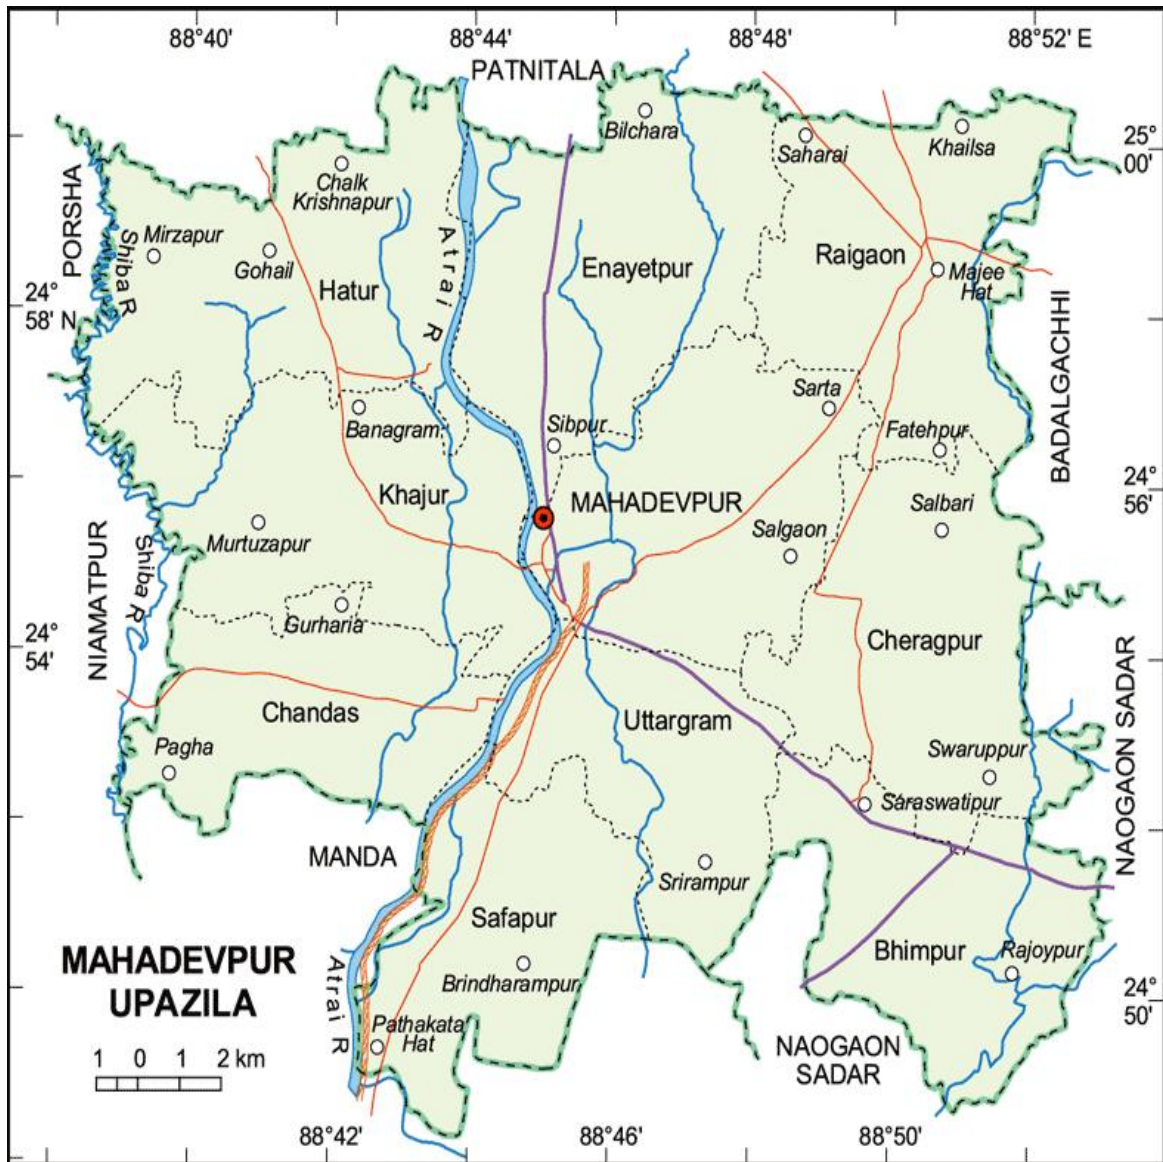 88°40'
88°44'
88°48'
88°52' E
PATNITALA
Bilchara
Saharai
Khailsa
25°
00'
Chalk
Krishnapur
PORSHA
Shiba R
Mirzapur
Gohail
Hatur
Atrai R
Enayetpur
Raigaon
Majee
Hat
24°
58' N
BADALGACHHI
Banagram
Sibpur
Sarta
Fatehpur
Khajur
MAHADEVPUR
Salbari
24°
56'
Murtuzapur
Salgaon
NIAMATPUR
Shiba R
Gurharia
24°
54'
Cheragpur
Chandas
Uttargram
NAOGAON SADAR
Pagha
Swaruppur
Saraswatipur
MANDA
Srirampur
Safapur
Bhimpur
Rajoypur
MAHADEVPUR
UPAZILA
Atrai R
Brindharampur
24°
50'
Pathakata
Hat
NAOGAON
SADAR
1 0 1 2 km
88°42'
88°46'
88°50'